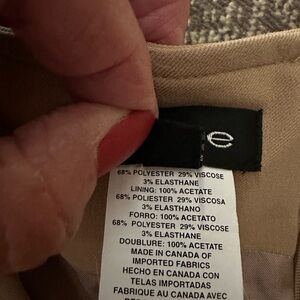 e
68% POLYESTER 29% VISCOSE
3% ELASTHANE
LINING: 100% ACETATE
68% POLIESTER 29% VISCOSA
3% ELASTHANO
FORRO: 100% ACETATO
68% POLYESTER 29% VISCOSE
3% ELASTHANE
DOUBLURE: 100% ACETATE
MADE IN CANADA OF
IMPORTED FABRICS
HECHO EN CANADA CON
TELAS IMPORTADAS
FABRIQUE AU CANADA AVEC